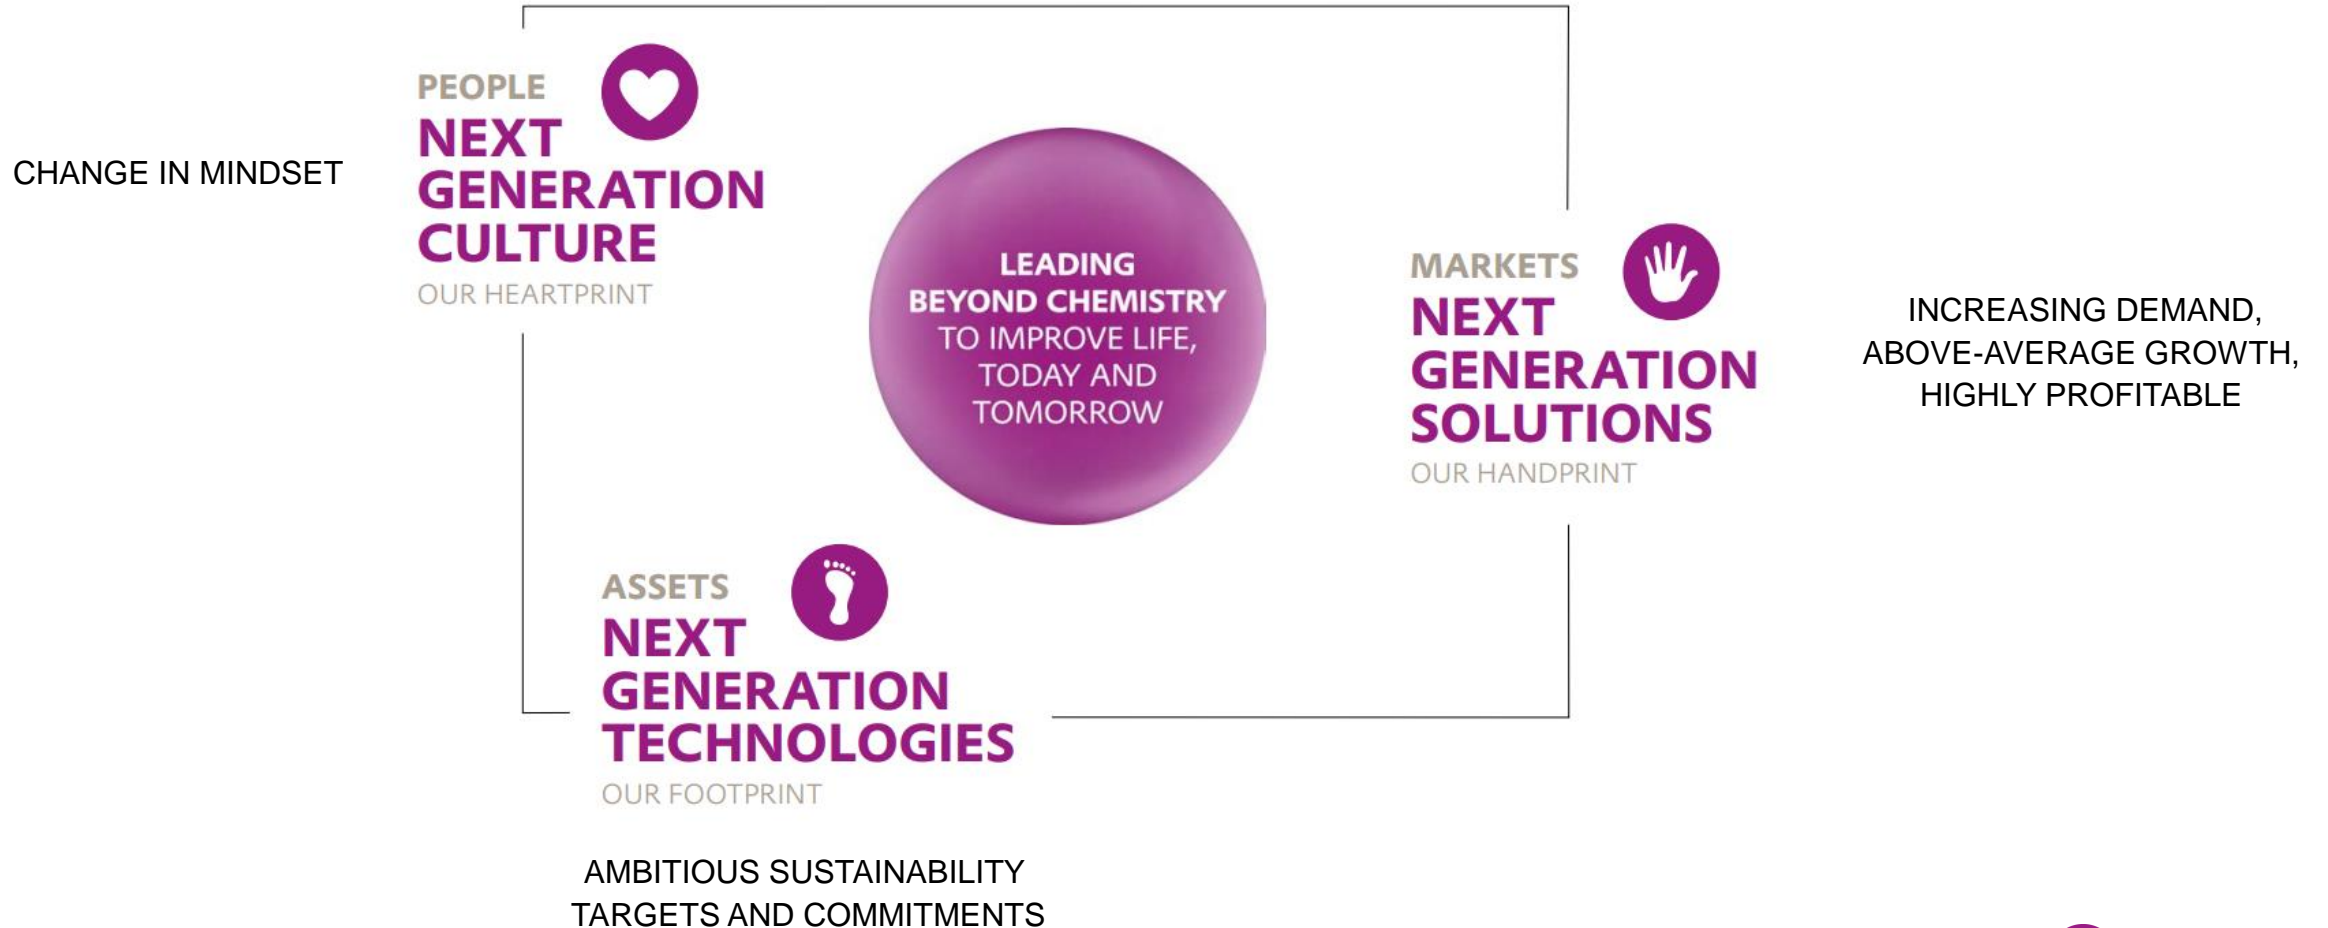 PEOPLE
NEXT
GENERATION
CULTURE
OUR HEARTPRINT
CHANGE IN MINDSET
LEADING
BEYOND CHEMISTRY
TO IMPROVE LIFE,
TODAY AND
TOMORROW
MARKETS
NEXT
GENERATION
SOLUTIONS
OUR HANDPRINT
INCREASING DEMAND,
ABOVE-AVERAGE GROWTH,
HIGHLY PROFITABLE
ASSETS
NEXT
GENERATION
TECHNOLOGIES
OUR FOOTPRINT
AMBITIOUS SUSTAINABILITY
TARGETS AND COMMITMENTS